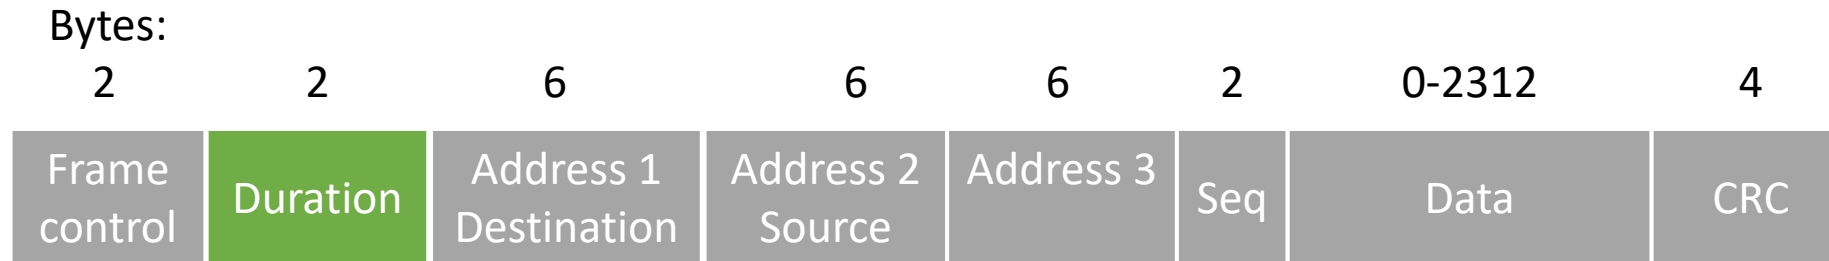 Bytes:
2 2 6 6 6 2 0-2312 4
Frame control Duration Address 1 Destination Address 2 Source Address 3 Seq Data CRC